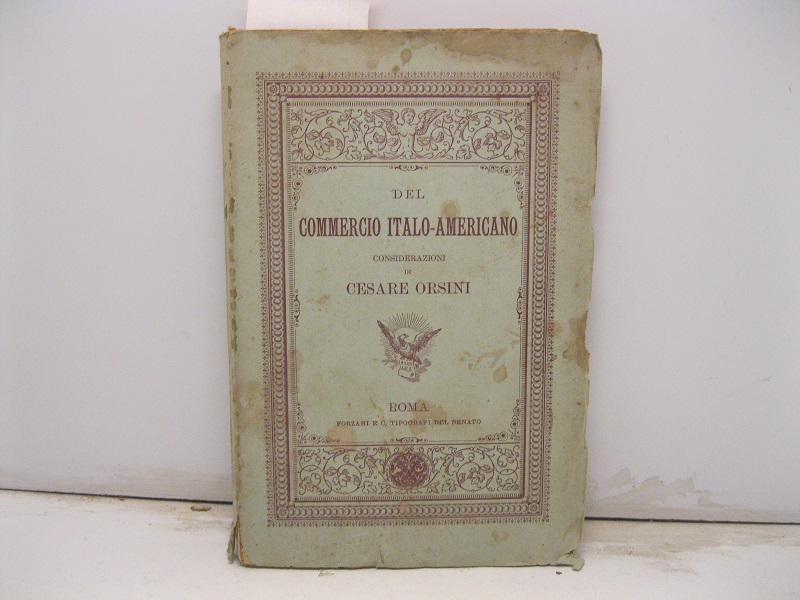 DEL
COMMERCIO ITALO-AMERICANO
CONSIDERAZIONI
DI
CESARE ORSINI
ROMA
FORZANI E C. TIPOGRAFI DEL SENATO